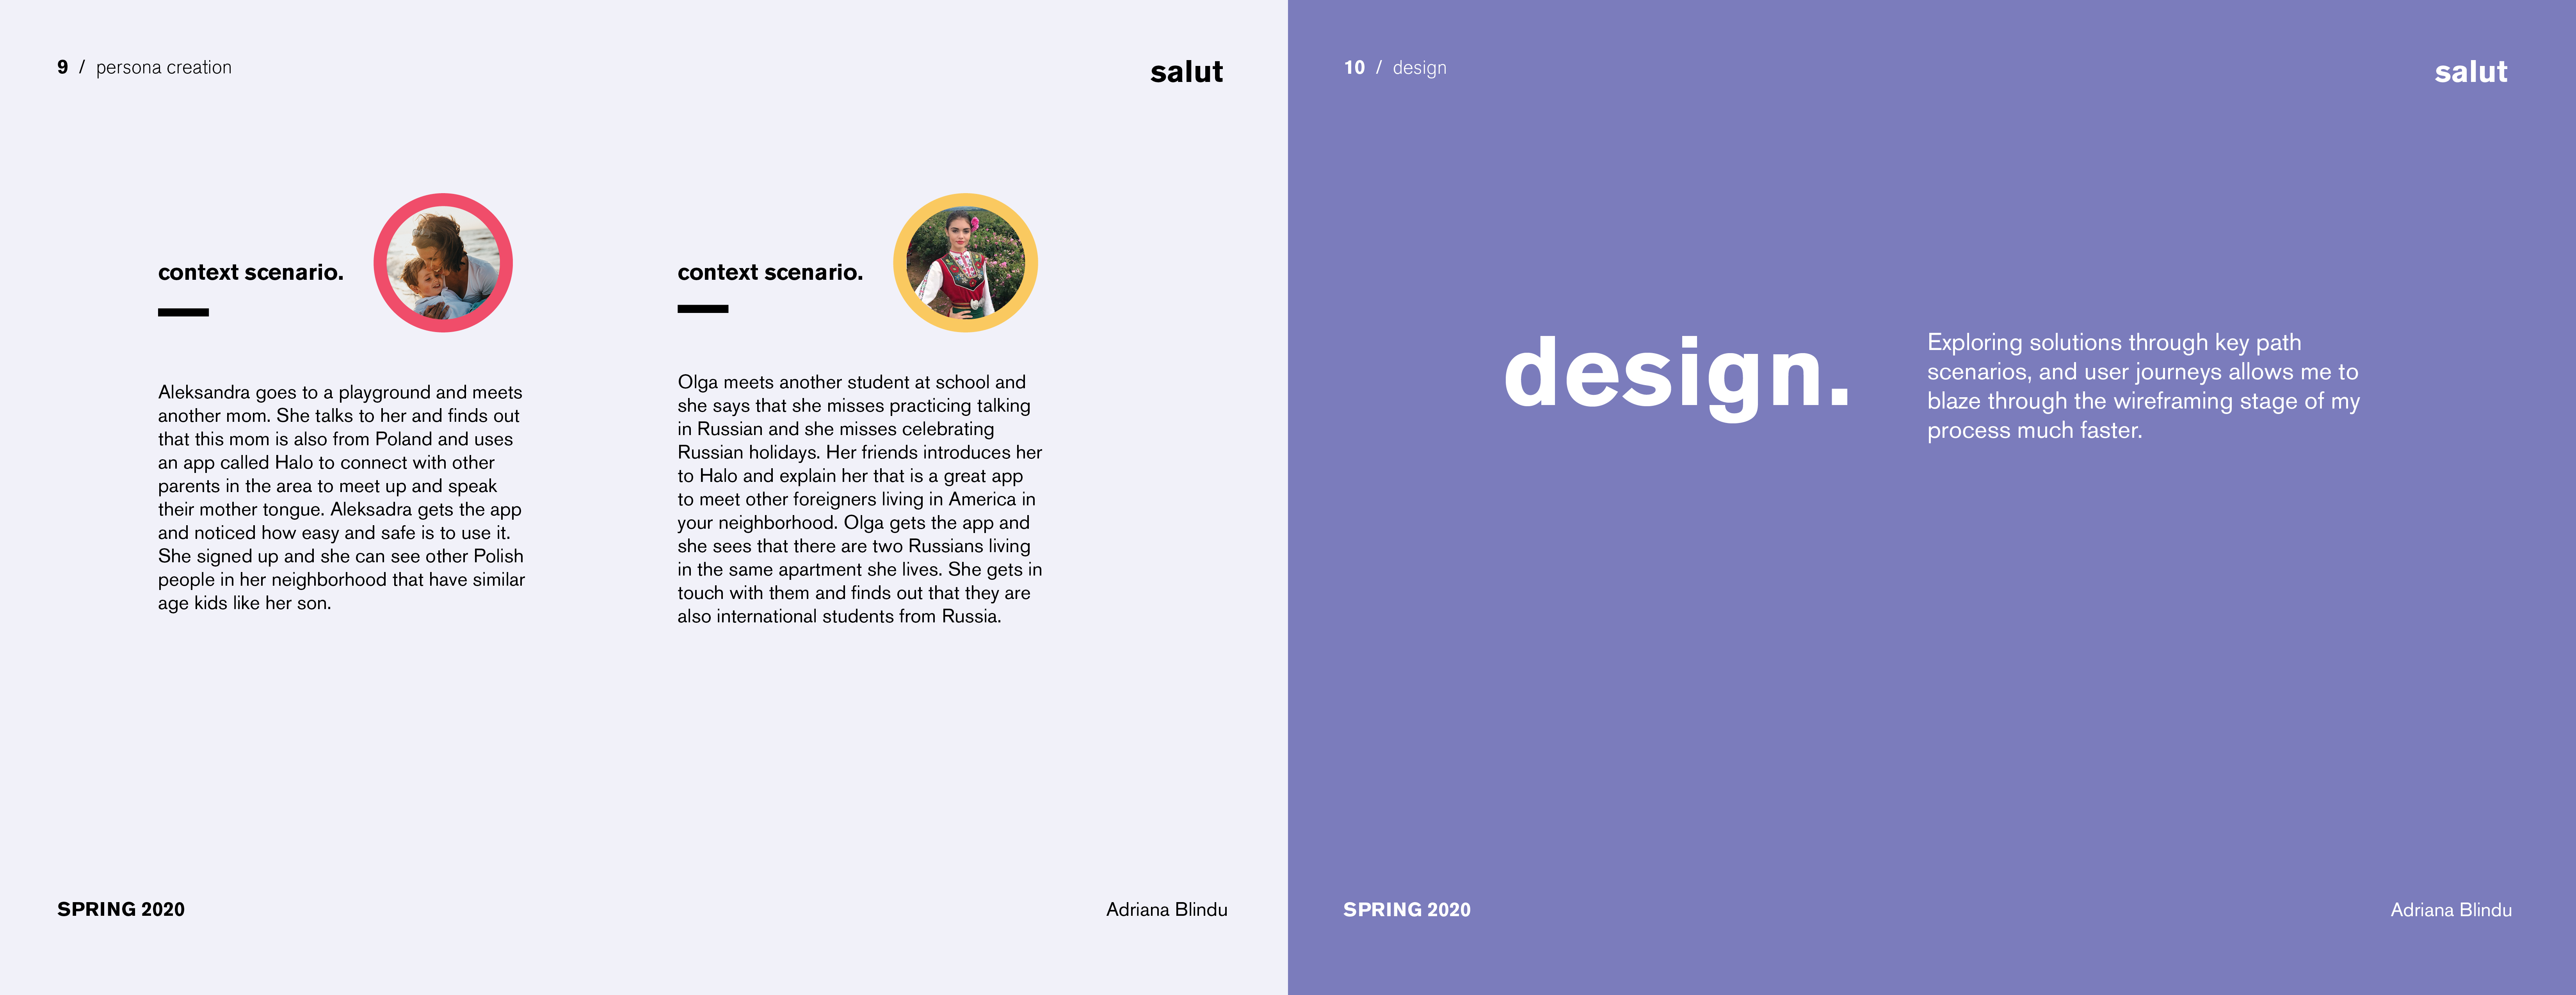 9 / persona creation
salut
context scenario.
Aleksandra goes to a playground and meets
another mom. She talks to her and finds out
that this mom is also from Poland and uses
an app called Halo to connect with other
parents in the area to meet up and speak
their mother tongue. Aleksadra gets the app
and noticed how easy and safe is to use it.
She signed up and she can see other Polish
people in her neighborhood that have similar
age kids like her son.
context scenario.
Olga meets another student at school and
she says that she misses practicing talking
in Russian and she misses celebrating
Russian holidays. Her friends introduces her
to Halo and explain her that is a great app
to meet other foreigners living in America in
your neighborhood. Olga gets the app and
she sees that there are two Russians living
in the same apartment she lives. She gets in
touch with them and finds out that they are
also international students from Russia.
SPRING 2020
Adriana Blindu
10 / design
salut
design.
Exploring solutions through key path
scenarios, and user journeys allows me to
blaze through the wireframing stage of my
process much faster.
SPRING 2020
Adriana Blindu